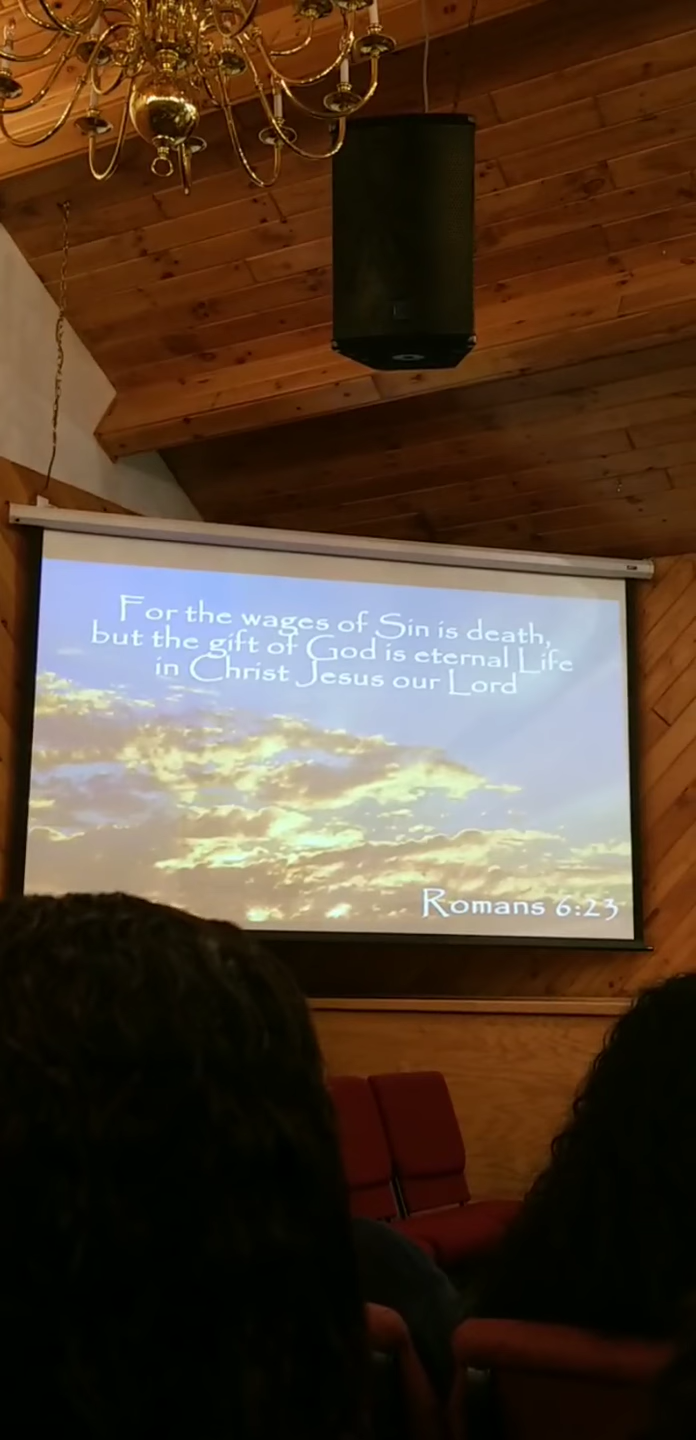 For the wages of Sin is death,
but the gift of God is eternal Life
in Christ Jesus our Lord
Romans 6:23